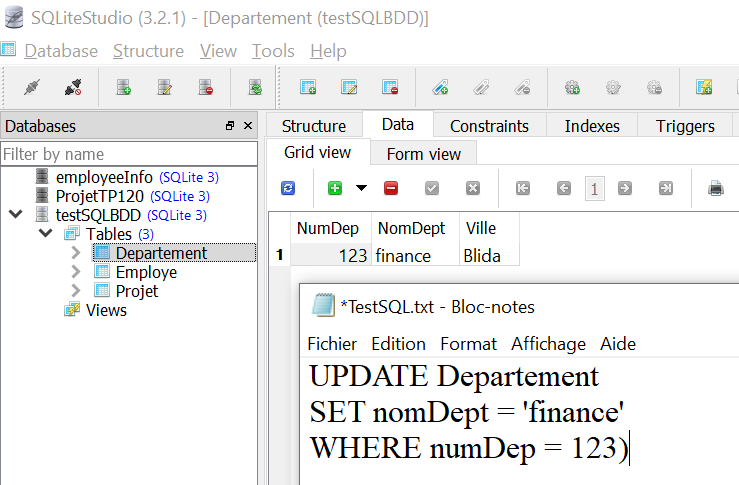 SQLiteStudio (3.2.1) - [Departement (testSQLBDD)]
Database Structure View Tools Help
Databases
Filter by name
employeeInfo (SQLite 3)
ProjetTP120 (SQLite 3)
testSQLBDD (SQLite 3)
Tables (3)
Departement
Employe
Projet
Views
Structure Data Constraints Indexes Triggers
Grid view Form view
1
NumDep NomDept Ville
1 123 finance Blida
*TestSQL.txt - Bloc-notes
Fichier Edition Format Affichage Aide
UPDATE Departement
SET nomDept = 'finance'
WHERE numDep = 123)